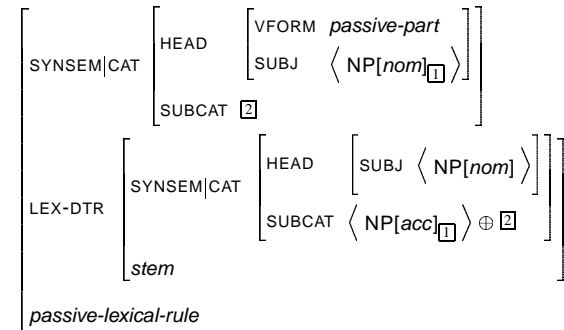 VFORM passive-part
HEAD
SUBJ ⟨ NP[nom]1 ⟩
SYNSEM|CAT
SUBCAT 2
HEAD [SUBJ ⟨ NP[nom] ⟩]
SYNSEM|CAT
SUBCAT ⟨ NP[acc]1 ⟩ ⊕ 2
LEX-DTR
stem
passive-lexical-rule